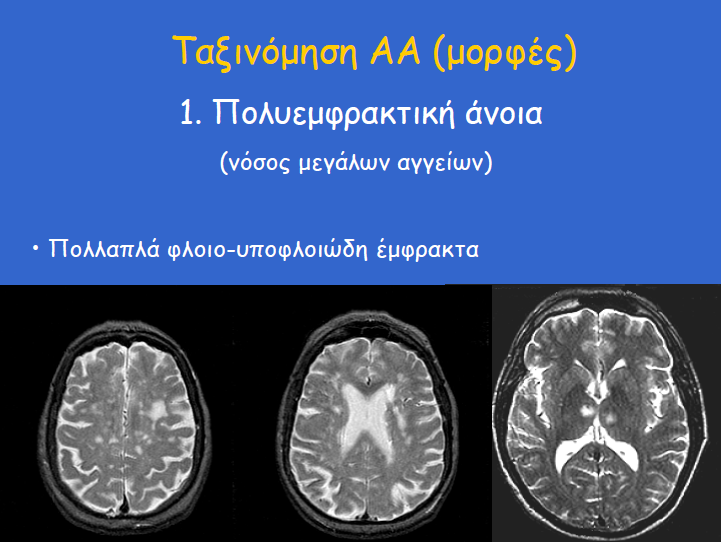 Ταξινόμηση ΑΑ (μορφές)
1. Πολυεμφρακτική άνοια
(νόσος μεγάλων αγγείων)
• Πολλαπλά φλοιο-υποφλοιώδη έμφρακτα